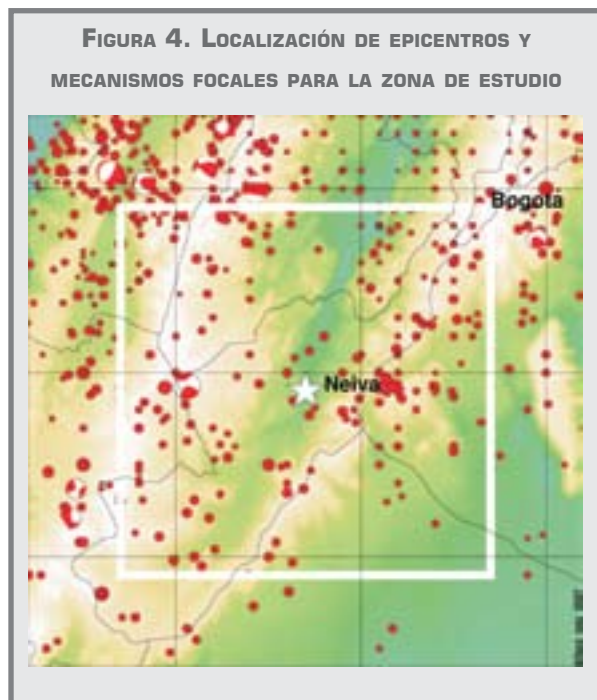 FIGURA 4. LOCALIZACIÓN DE EPICENTROS Y
MECANISMOS FOCALES PARA LA ZONA DE ESTUDIO
Bogotá
Neiva